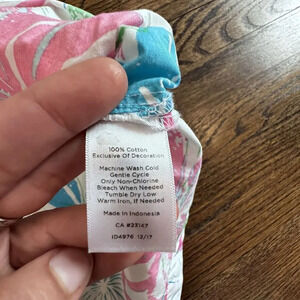 100% Cotton
Exclusive Of Decoration
Machine Wash Cold
Gentle Cycle
Only Non-Chlorine
Bleach When Needed
Tumble Dry Low
Warm Iron, If Needed
Made In Indonesia
CA #23147
ID4976 12/17